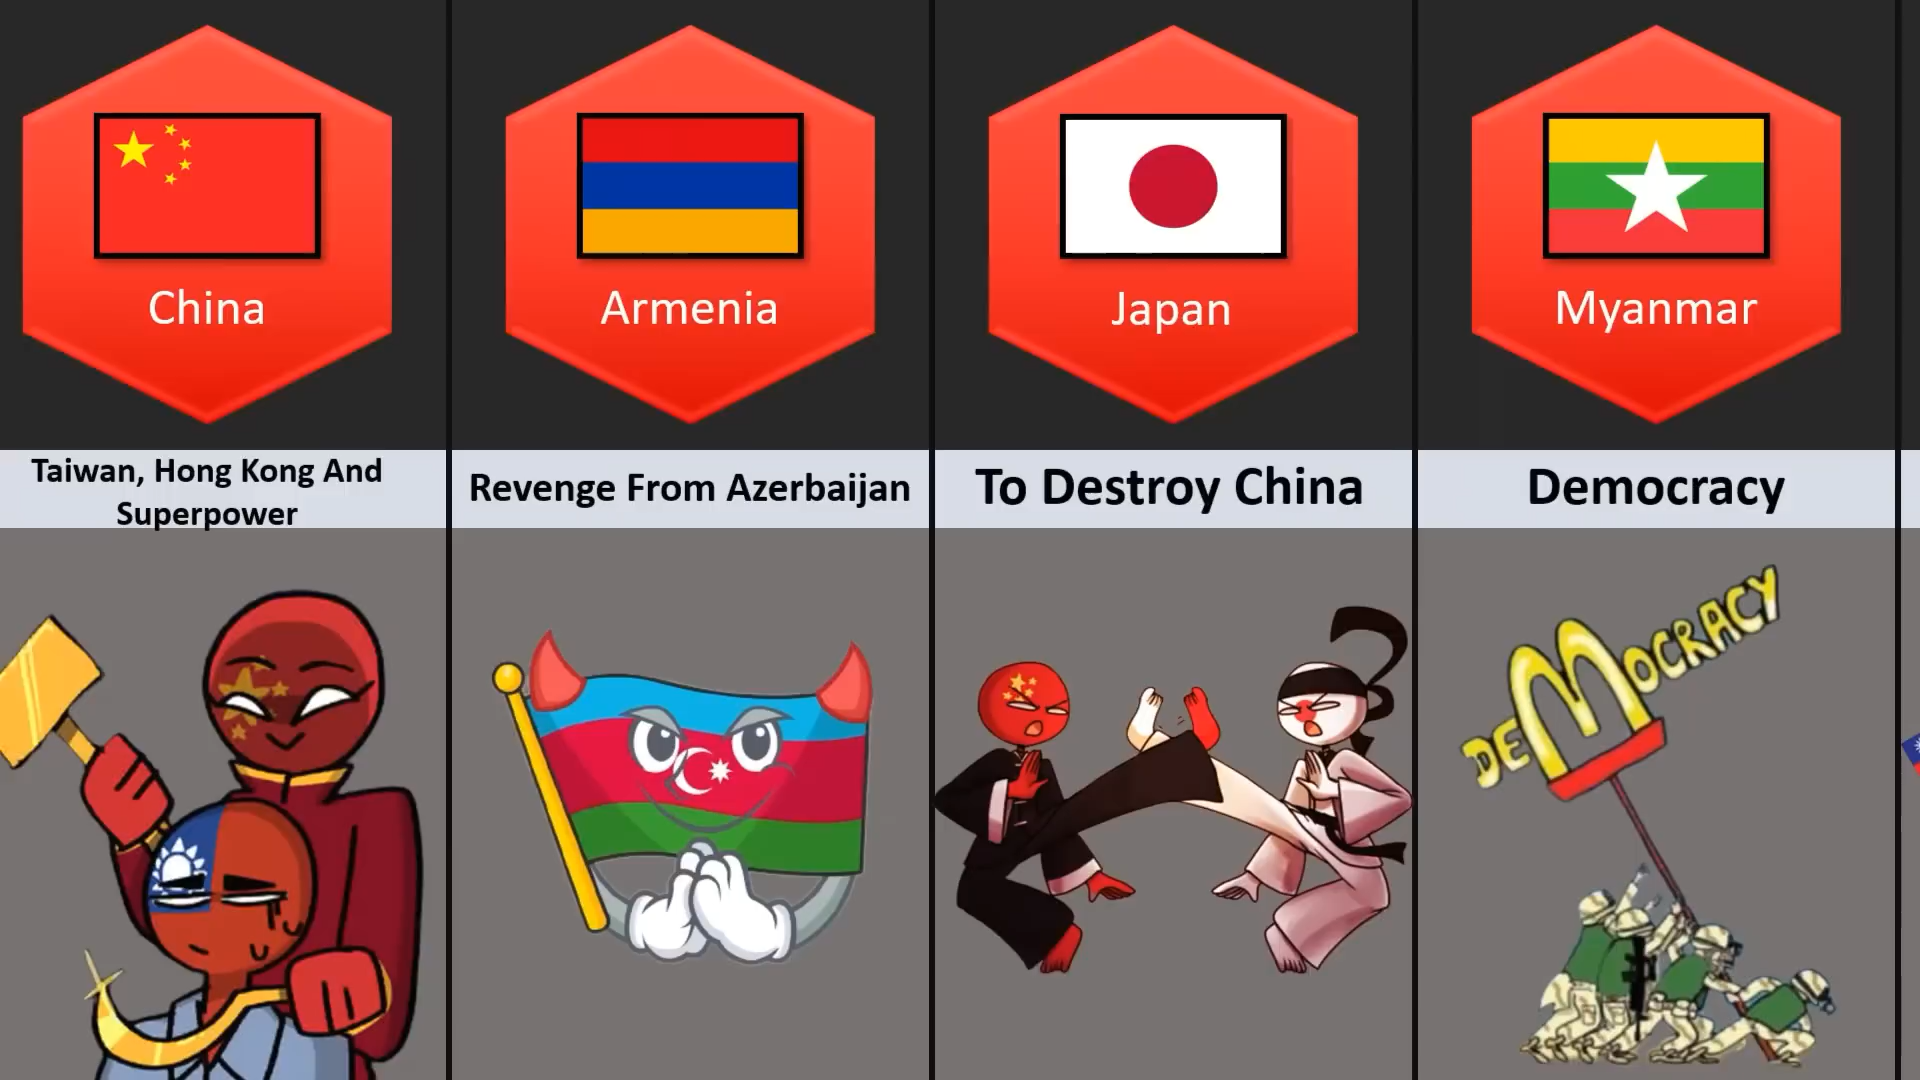 China
Armenia
Japan
Myanmar
Taiwan, Hong Kong And
Superpower
Revenge From Azerbaijan
To Destroy China
Democracy
DEMOCRACY